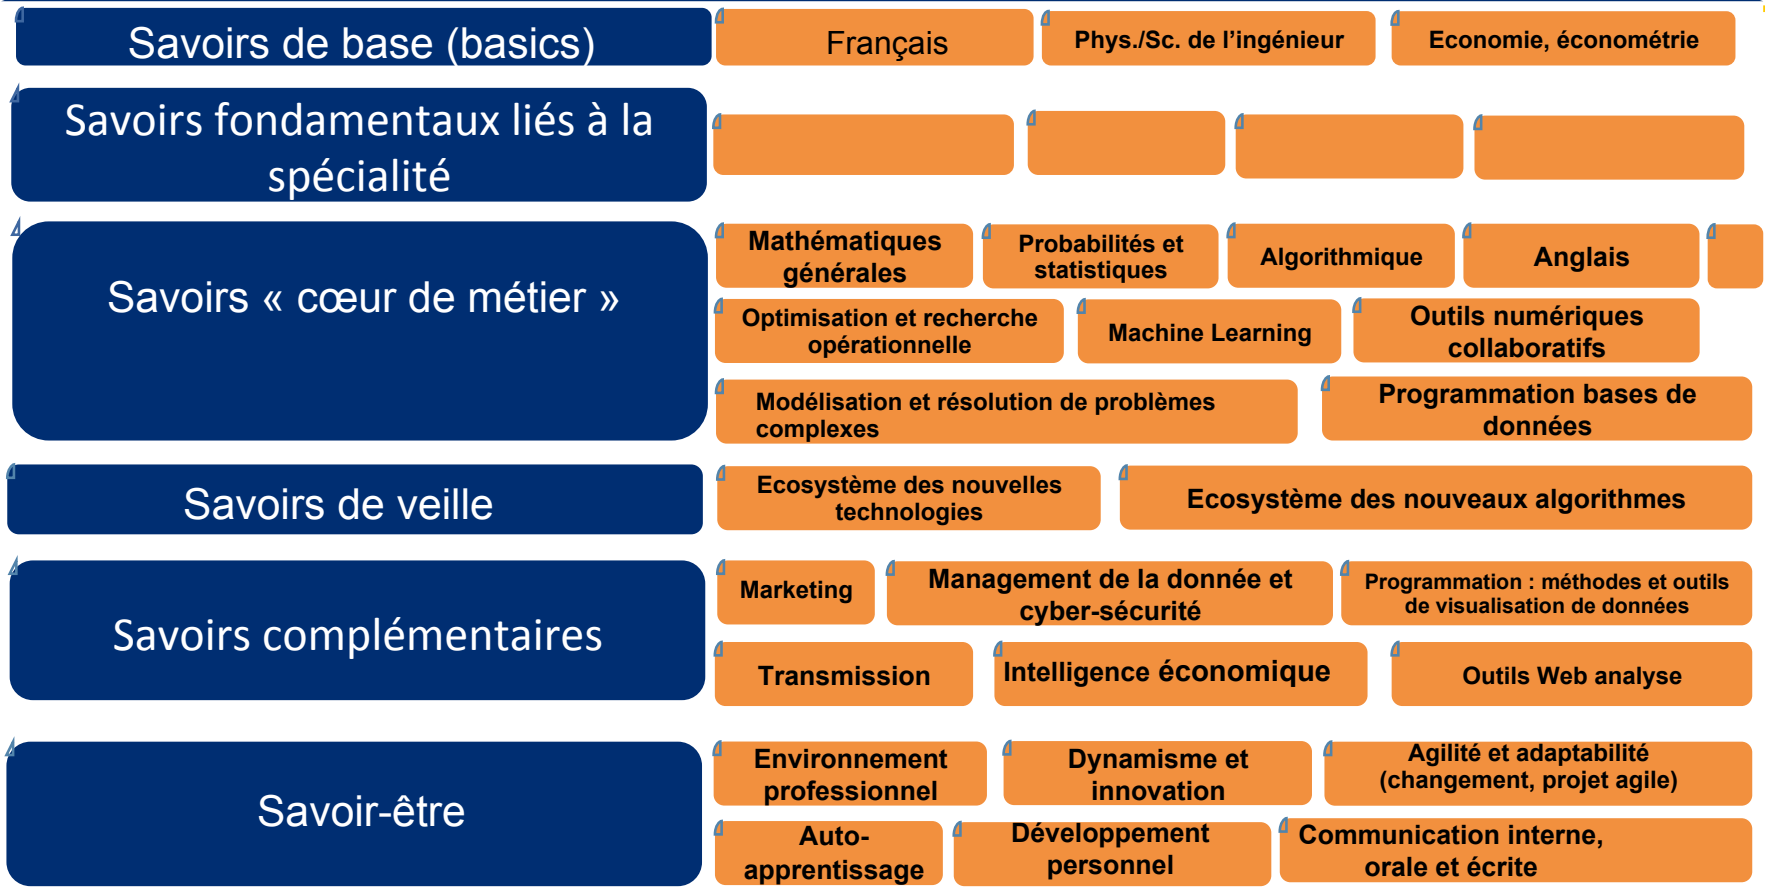 Savoirs de base (basics)
Français
Phys./Sc. de l’ingénieur
Economie, économétrie
Savoirs fondamentaux liés à la
spécialité
Savoirs « cœur de métier »
Mathématiques
générales
Probabilités et
statistiques
Algorithmique
Anglais
Optimisation et recherche
opérationnelle
Machine Learning
Outils numériques
collaboratifs
Modélisation et résolution de problèmes
complexes
Programmation bases de
données
Savoirs de veille
Ecosystème des nouvelles
technologies
Ecosystème des nouveaux algorithmes
Savoirs complémentaires
Marketing
Management de la donnée et
cyber-sécurité
Programmation : méthodes et outils
de visualisation de données
Transmission
Intelligence économique
Outils Web analyse
Savoir-être
Environnement
professionnel
Dynamisme et
innovation
Agilité et adaptabilité
(changement, projet agile)
Auto-
apprentissage
Développement
personnel
Communication interne,
orale et écrite